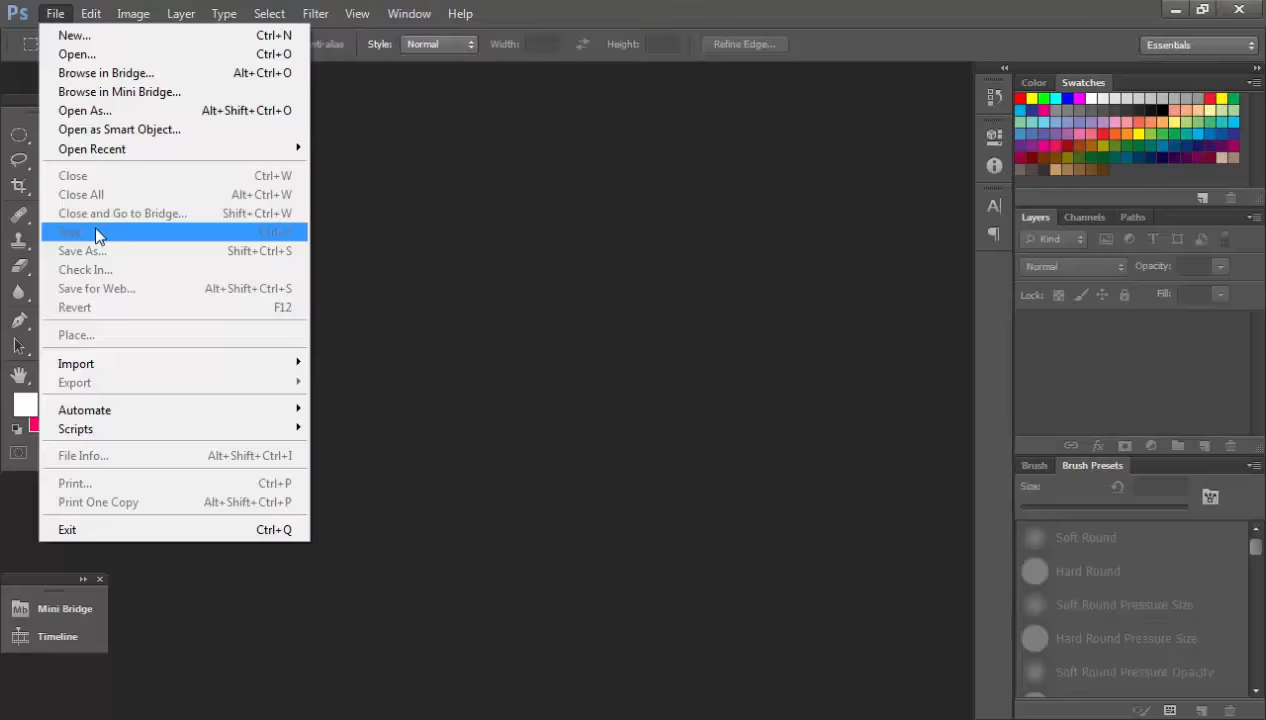 Ps File Edit Image Layer Type Select Filter View Window Help
nti-alias Style: Normal Width: Height: Refine Edge... Essentials
New... Ctrl+N
Open... Ctrl+O
Browse in Bridge... Alt+Ctrl+O
Browse in Mini Bridge...
Open As... Alt+Shift+Ctrl+O
Open as Smart Object...
Open Recent
Close Ctrl+W
Close All Alt+Ctrl+W
Close and Go to Bridge... Shift+Ctrl+W
Save As... Shift+Ctrl+S
Check In...
Save for Web... Alt+Shift+Ctrl+S
Revert F12
Place...
Import
Export
Automate
Scripts
File Info... Alt+Shift+Ctrl+I
Print... Ctrl+P
Print One Copy Alt+Shift+Ctrl+P
Exit Ctrl+Q
Mb Mini Bridge
Timeline
Color Swatches
Layers Channels Paths
Kind
Normal Opacity:
Lock: Fill:
Brush Brush Presets
Size:
Soft Round
Hard Round
Soft Round Pressure Size
Hard Round Pressure Size
Soft Round Pressure Opacity